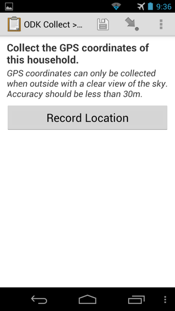 9:36
ODK Collect >...
Collect the GPS coordinates of
this household.
GPS coordinates can only be collected
when outside with a clear view of the sky.
Accuracy should be less than 30m.
Record Location